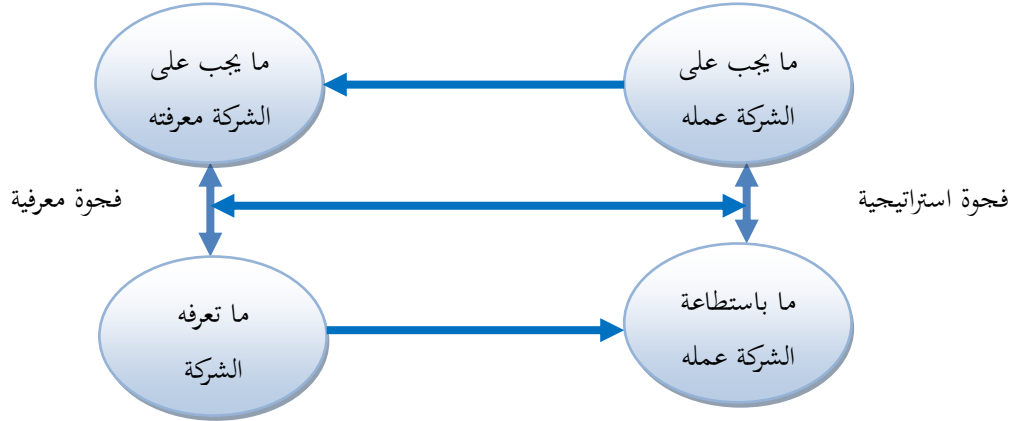 ما يجب على
الشركة عمله
ما يجب على
الشركة معرفته
فجوة استراتيجية
فجوة معرفية
ما باستطاعة
الشركة عمله
ما تعرفه
الشركة